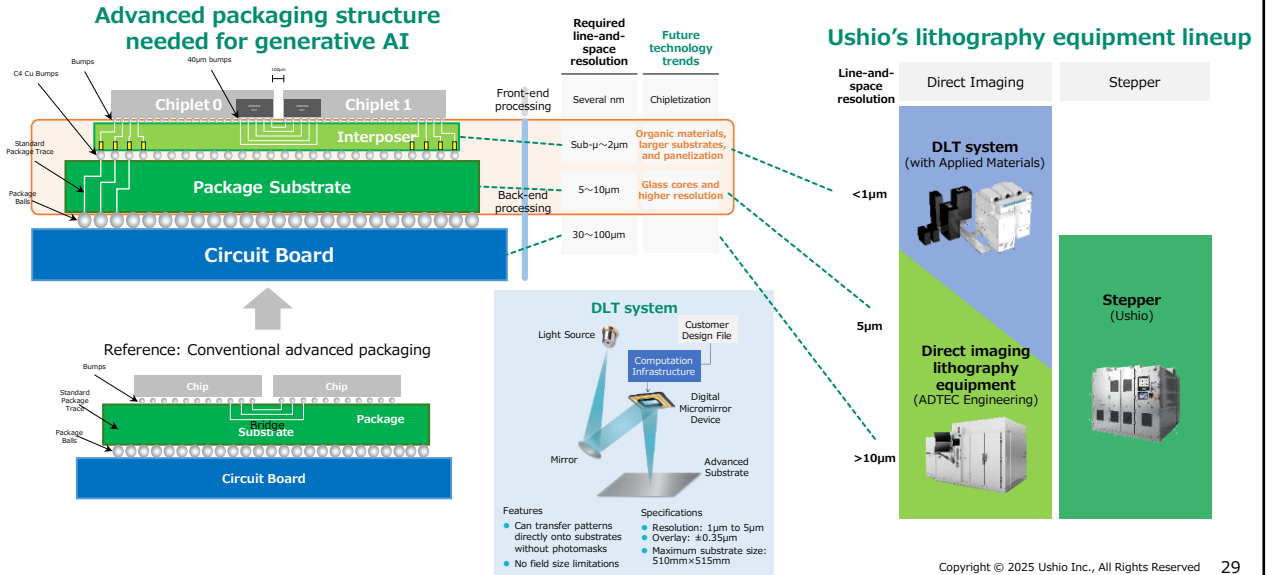 Advanced packaging structure
needed for generative AI
Bumps
C4 Cu Bumps
40µm bumps
100µm
Chiplet 0
Chiplet 1
Interposer
Standard
Package Trace
Package Substrate
Package
Balls
Circuit Board
Front-end
processing
Back-end
processing
Required
line-and-
space
resolution
Future
technology
trends
Several nm
Chipletization
Sub-µ～2µm
Organic materials,
larger substrates,
and panelization
5～10µm
Glass cores and
higher resolution
30～100µm
Reference: Conventional advanced packaging
Bumps
Chip
Chip
Standard
Package
Trace
Package
Bridge
Substrate
Package
Balls
Circuit Board
DLT system
Light Source
Customer
Design File
Computation
Infrastructure
Digital
Micromirror
Device
Mirror
Advanced
Substrate
Features
● Can transfer patterns
directly onto substrates
without photomasks
● No field size limitations
Specifications
● Resolution: 1µm to 5µm
● Overlay: ±0.35µm
● Maximum substrate size:
510mm×515mm
Ushio’s lithography equipment lineup
Line-and-
space
resolution
Direct Imaging
Stepper
<1µm
5µm
>10µm
DLT system
(with Applied Materials)
Direct imaging
lithography
equipment
(ADTEC Engineering)
Stepper
(Ushio)
Copyright © 2025 Ushio Inc., All Rights Reserved 29